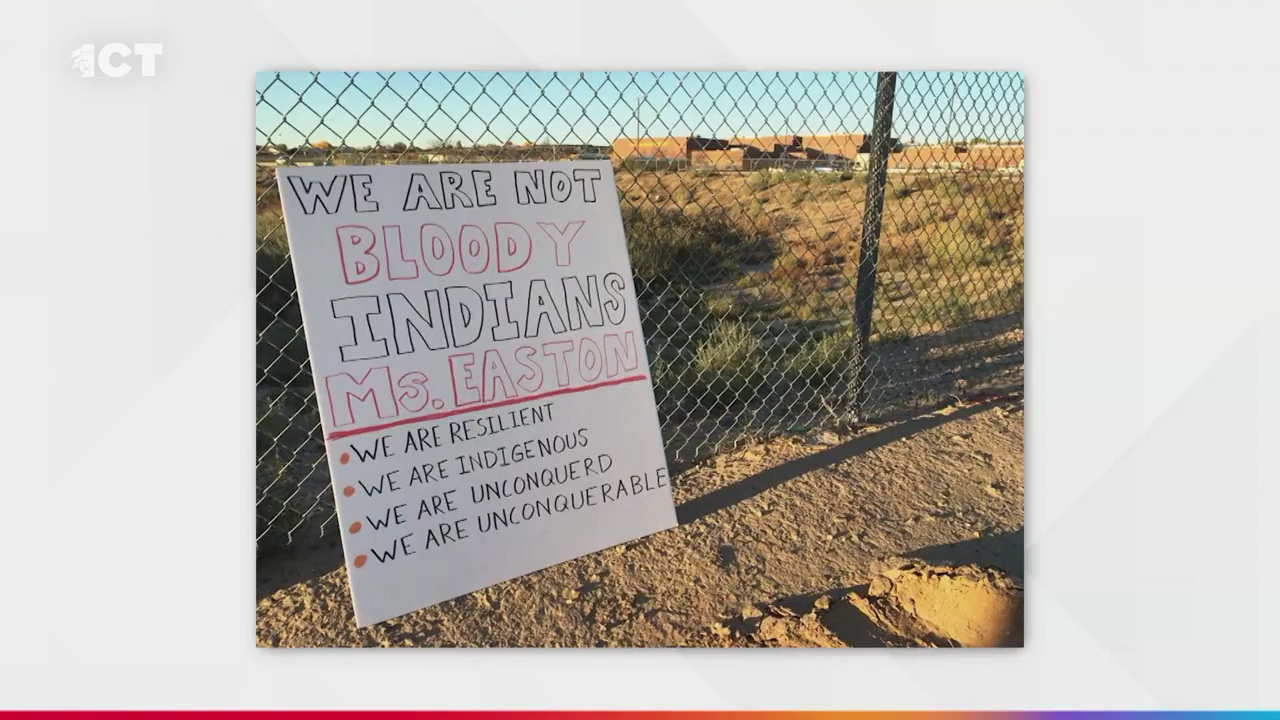 ICT
WE ARE NOT
BLOODY
INDIANS
Ms. EASTON
• WE ARE RESILIENT
• WE ARE INDIGENOUS
• WE ARE UNCONQUERD
• WE ARE UNCONQUERABLE